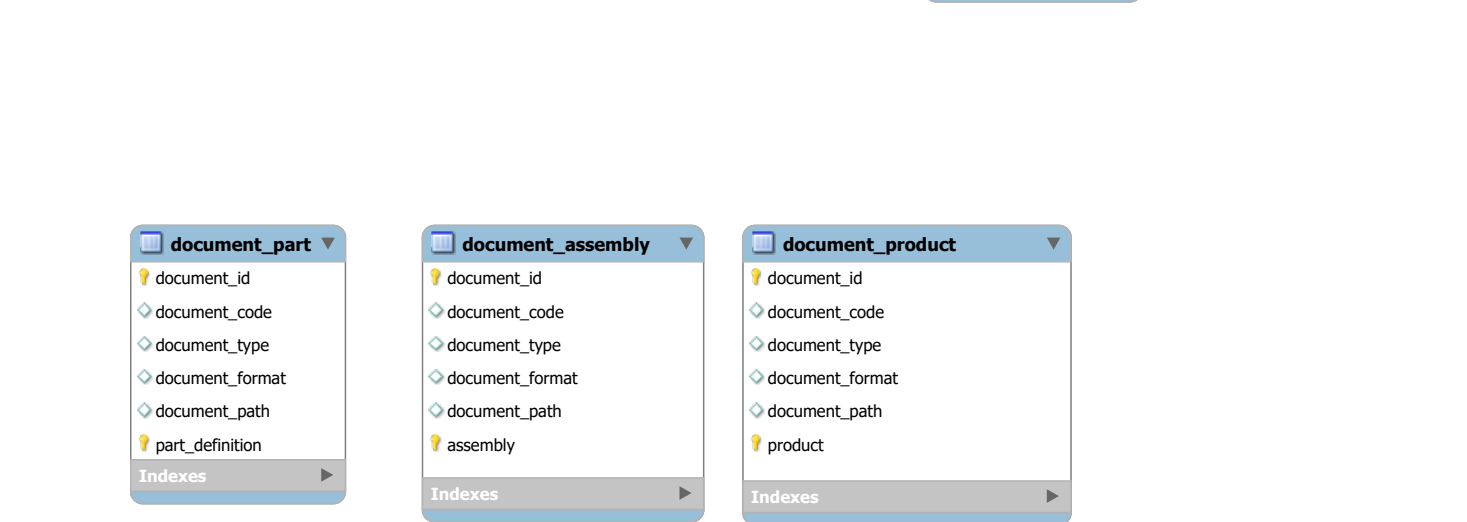 document_part
document_id
document_code
document_type
document_format
document_path
part_definition
Indexes
document_assembly
document_id
document_code
document_type
document_format
document_path
assembly
Indexes
document_product
document_id
document_code
document_type
document_format
document_path
product
Indexes